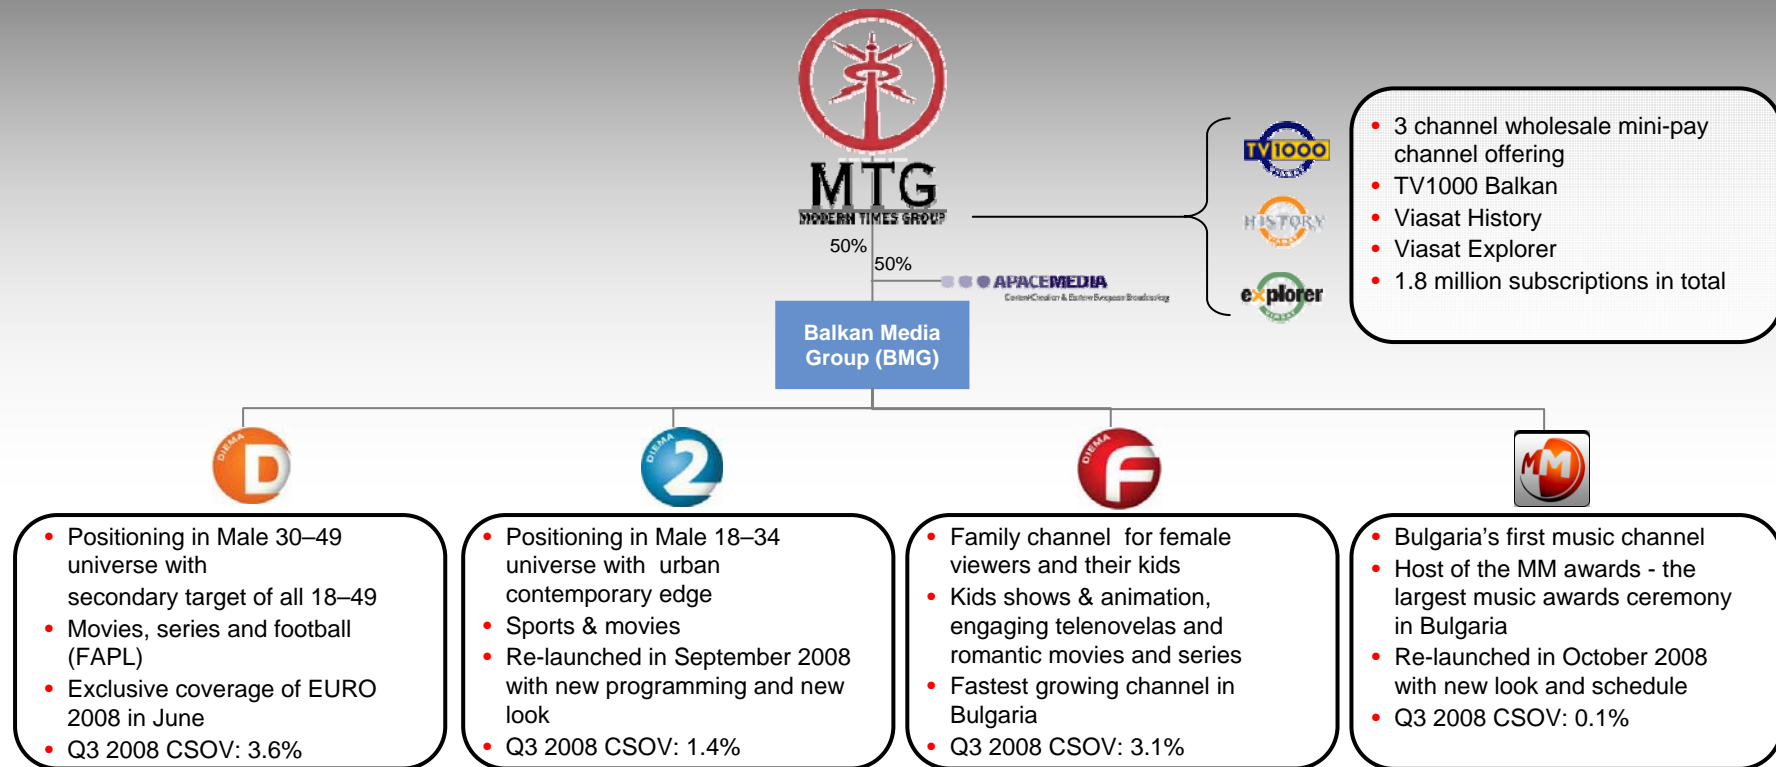 MTG
MODERN TIMES GROUP
50%
50%
APACEMEDIA
Content Creation & Eastern European Broadcasting
TV1000
HISTORY
VIASAT
explorer
VIASAT
• 3 channel wholesale mini-pay
channel offering
• TV1000 Balkan
• Viasat History
• Viasat Explorer
• 1.8 million subscriptions in total
Balkan Media
Group (BMG)
DIEMA
D
• Positioning in Male 30–49
universe with
secondary target of all 18–49
• Movies, series and football
(FAPL)
• Exclusive coverage of EURO
2008 in June
• Q3 2008 CSOV: 3.6%
DIEMA
2
• Positioning in Male 18–34
universe with urban
contemporary edge
• Sports & movies
• Re-launched in September 2008
with new programming and new
look
• Q3 2008 CSOV: 1.4%
DIEMA
F
• Family channel for female
viewers and their kids
• Kids shows & animation,
engaging telenovelas and
romantic movies and series
• Fastest growing channel in
Bulgaria
• Q3 2008 CSOV: 3.1%
MM
• Bulgaria’s first music channel
• Host of the MM awards - the
largest music awards ceremony
in Bulgaria
• Re-launched in October 2008
with new look and schedule
• Q3 2008 CSOV: 0.1%